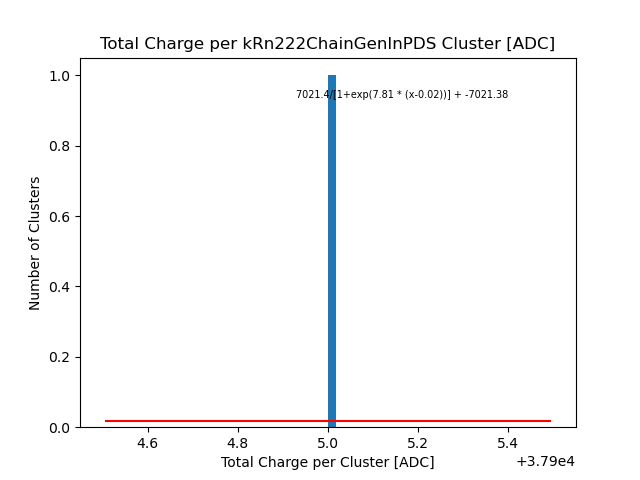 Total Charge per kRn222ChainGenInPDS Cluster [ADC]
1.0
7021.4/[1+exp(7.81 * (x-0.02))] + -7021.38
0.8
0.6
0.4
0.2
0.0
Number of Clusters
4.6 4.8 5.0 5.2 5.4
Total Charge per Cluster [ADC]
+3.79e4